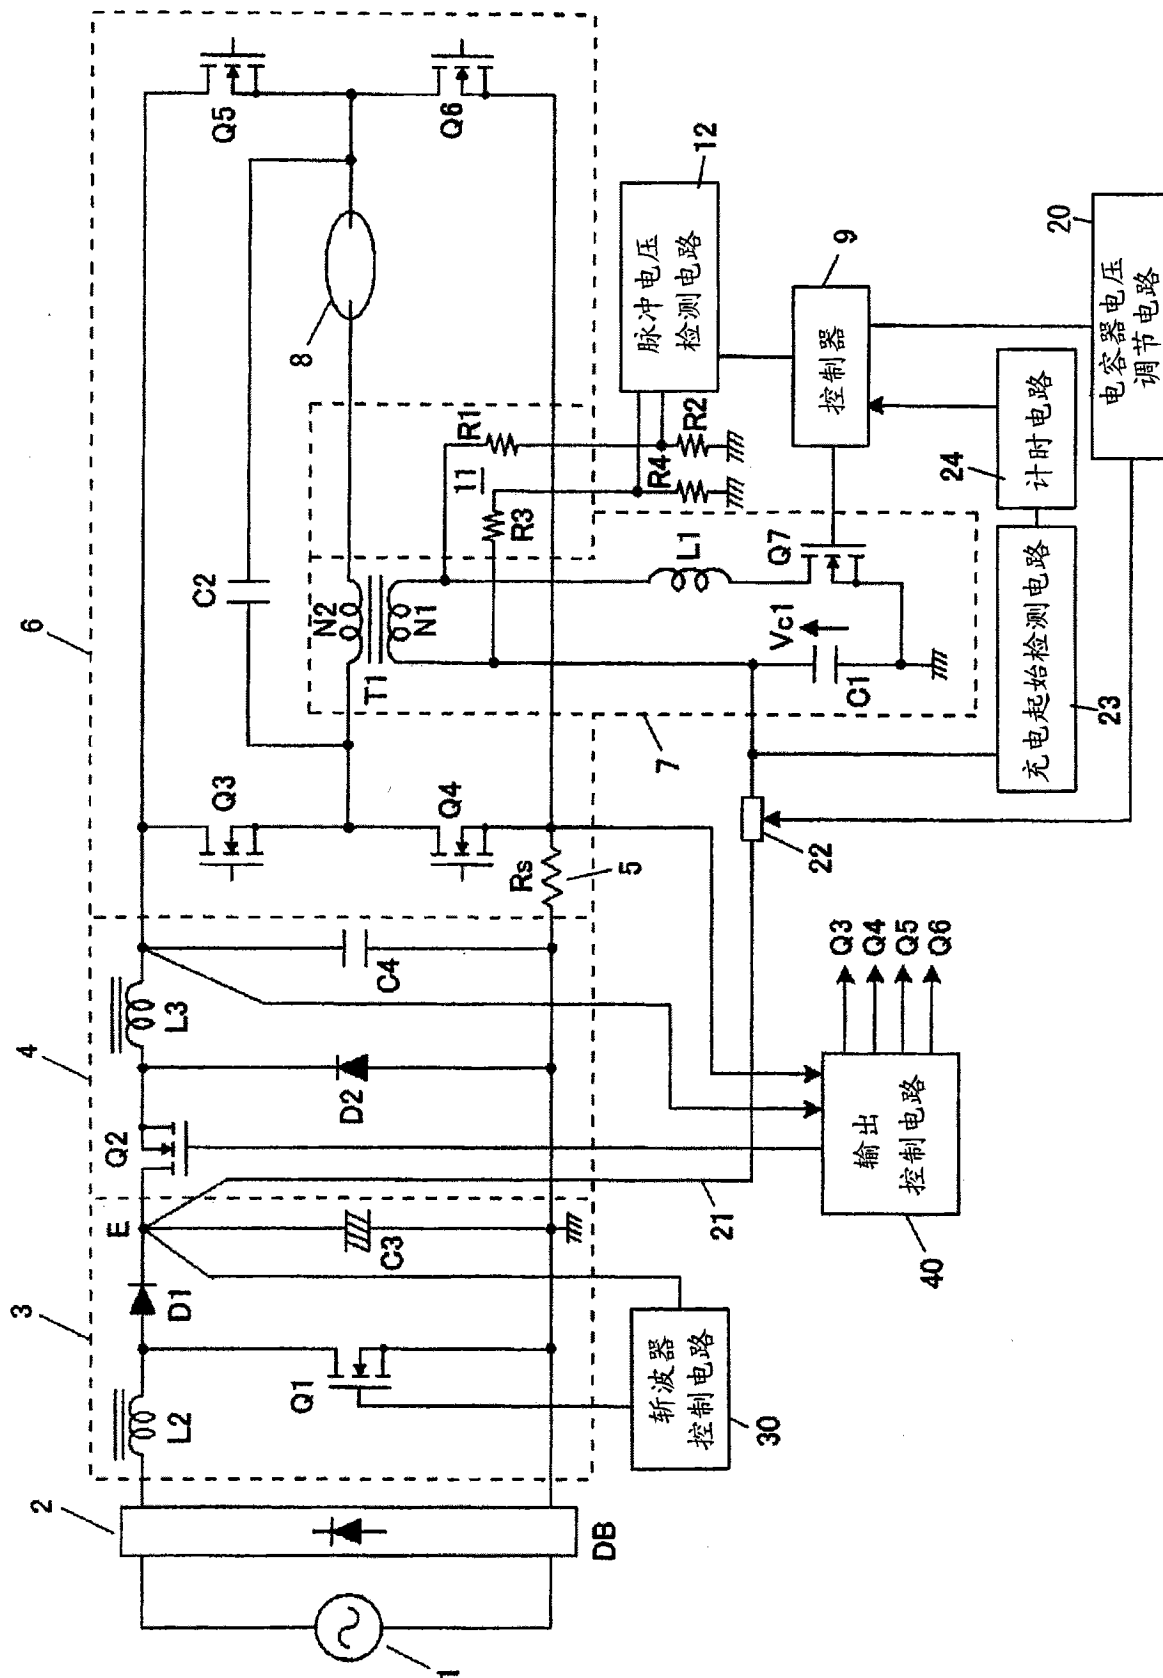 1
2
DB
3
L2
D1
E
Q1
C3
斩波器
控制电路
30
4
Q2
L3
D2
C4
21
输出
控制电路
40
Q3
Q4
Q5
Q6
6
Q3
Q4
Rs
5
C2
T1
N2
N1
7
8
Q5
Q6
11
R1
R3
R4
R2
L1
Q7
Vc1
C1
22
脉冲电压
检测电路
12
控制器
9
计时电路
24
充电起始检测电路
23
电容器电压
调节电路
20